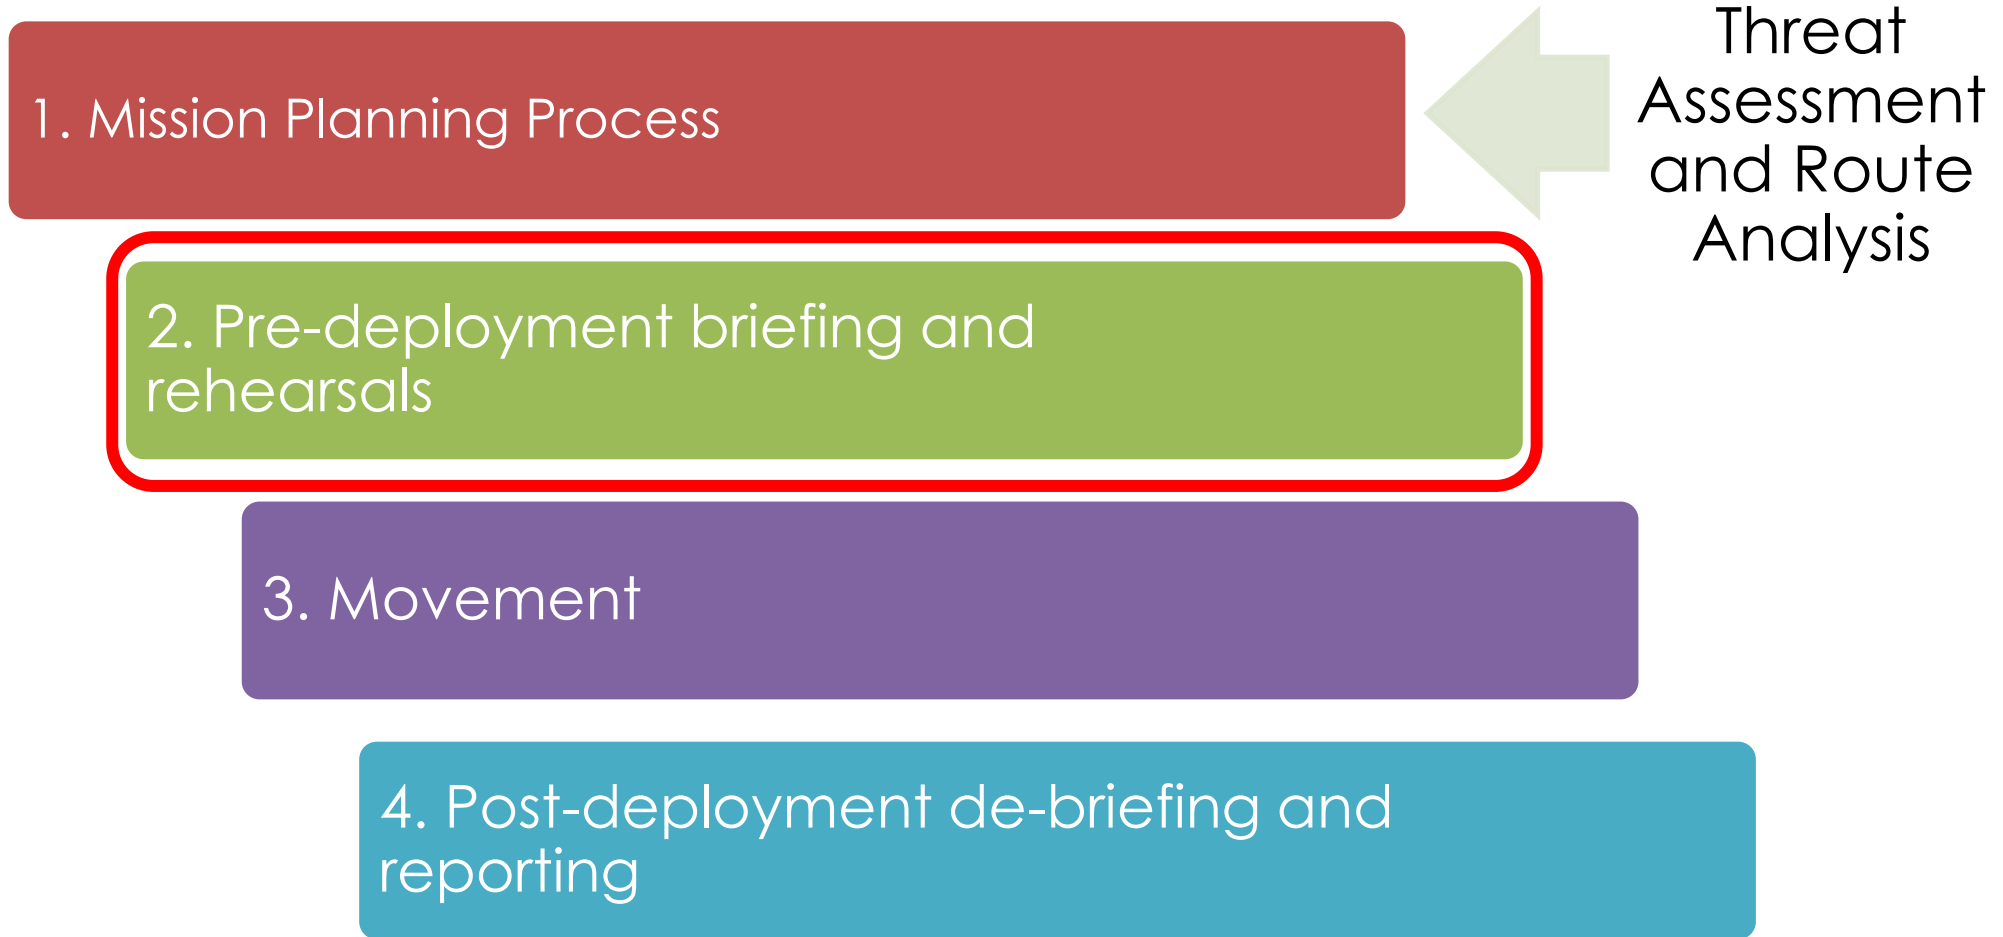 1. Mission Planning Process
Threat
Assessment
and Route
Analysis
2. Pre-deployment briefing and
rehearsals
3. Movement
4. Post-deployment de-briefing and
reporting